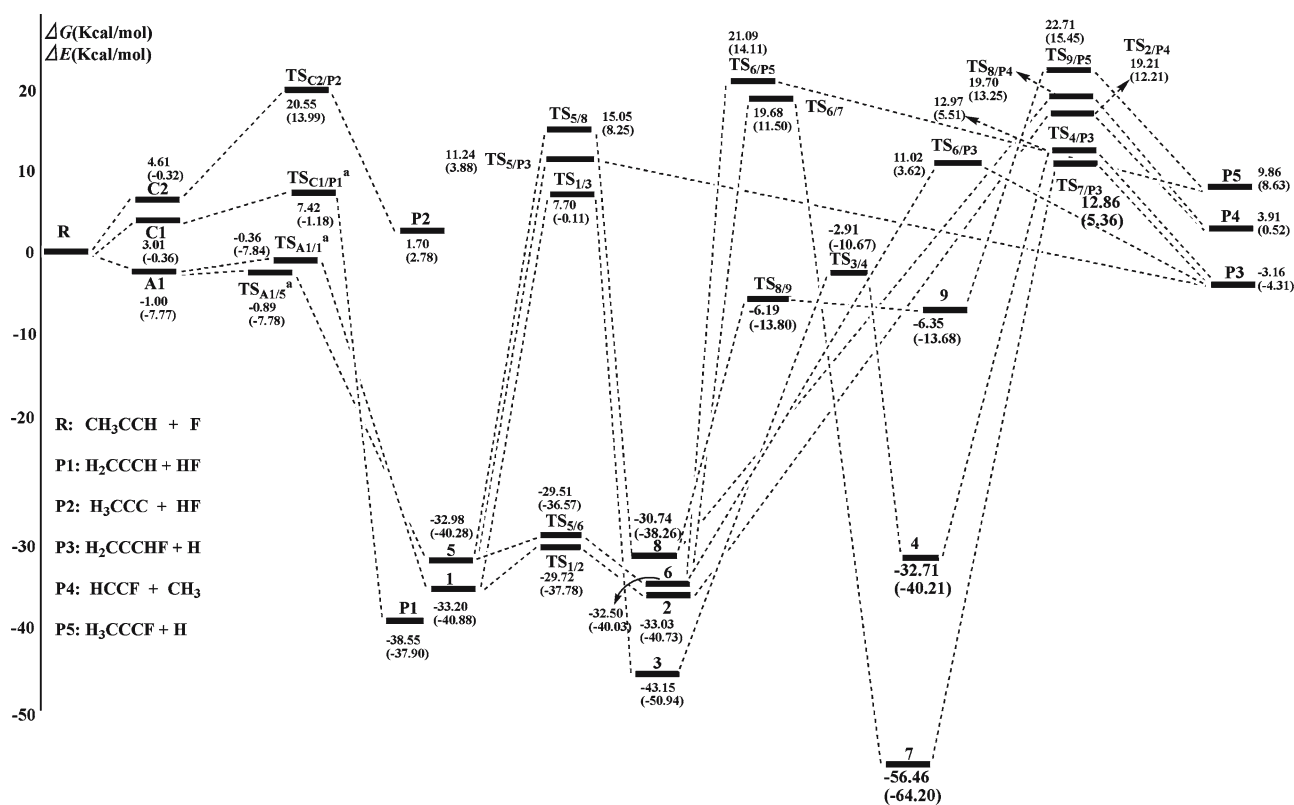 ΔG(Kcal/mol)
ΔE(Kcal/mol)
20
10
0
-10
-20
-30
-40
-50
R
4.61
(-0.32)
C2
C1
3.01
(-0.36)
A1
-1.00
(-7.77)
TSC2/P2
20.55
(13.99)
TSC1/P1a
7.42
(-1.18)
-0.36
(-7.84)
TSA1/1a
TSA1/5a
-0.89
(-7.78)
P2
1.70
(2.78)
P1
-38.55
(-37.90)
-32.98
(-40.28)
5
1
-33.20
(-40.88)
TS5/8
15.05
(8.25)
11.24
(3.88)
TS5/P3
TS1/3
7.70
(-0.11)
-29.51
(-36.57)
TS5/6
TS1/2
-29.72
(-37.78)
-30.74
(-38.26)
8
6
-32.50
(-40.03)
2
-33.03
(-40.73)
3
-43.15
(-50.94)
21.09
(14.11)
TS6/P5
19.68
(11.50)
TS6/7
TS8/9
-6.19
(-13.80)
-2.91
(-10.67)
TS3/4
11.02
(3.62)
TS6/P3
9
-6.35
(-13.68)
4
-32.71
(-40.21)
7
-56.46
(-64.20)
22.71
(15.45)
TS9/P5
TS8/P4
19.70
(13.25)
TS2/P4
19.21
(12.21)
12.97
(5.51)
TS4/P3
TS7/P3
12.86
(5.36)
P5
9.86
(8.63)
P4
3.91
(0.52)
P3
-3.16
(-4.31)
R: CH3CCH + F
P1: H2CCCH + HF
P2: H3CCC + HF
P3: H2CCCHF + H
P4: HCCF + CH3
P5: H3CCCF + H